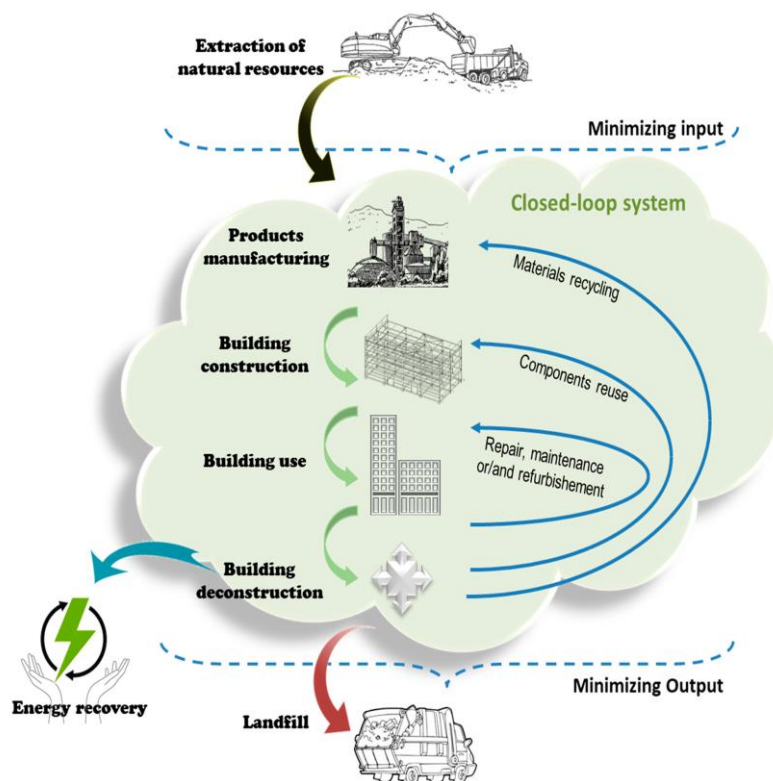 Extraction of
natural resources
Minimizing input
Closed-loop system
Products
manufacturing
Materials recycling
Building
construction
Components reuse
Building use
Repair, maintenance
or/and refurbishement
Building
deconstruction
Energy recovery
Minimizing Output
Landfill